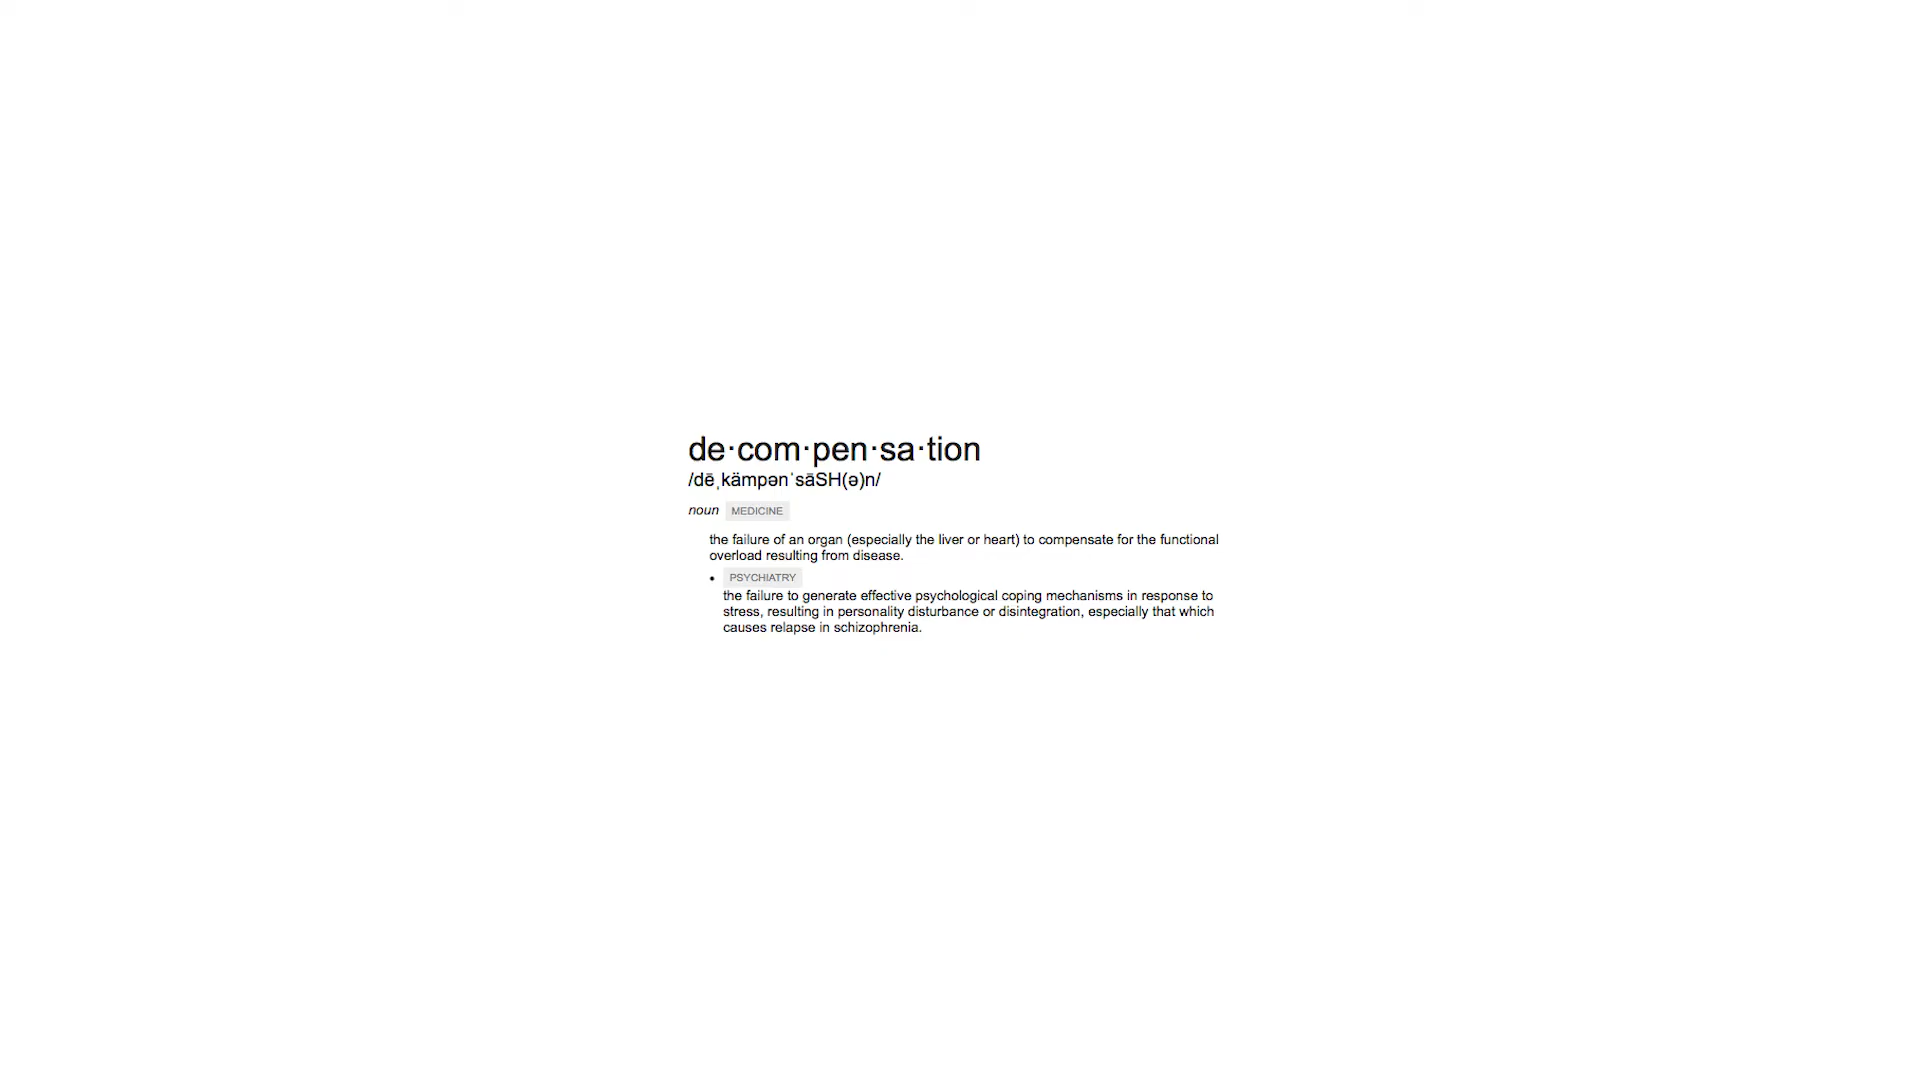 de·com·pen·sa·tion
/dēˌkämpənˈsāSH(ə)n/
noun MEDICINE
the failure of an organ (especially the liver or heart) to compensate for the functional
overload resulting from disease.
• PSYCHIATRY
the failure to generate effective psychological coping mechanisms in response to
stress, resulting in personality disturbance or disintegration, especially that which
causes relapse in schizophrenia.